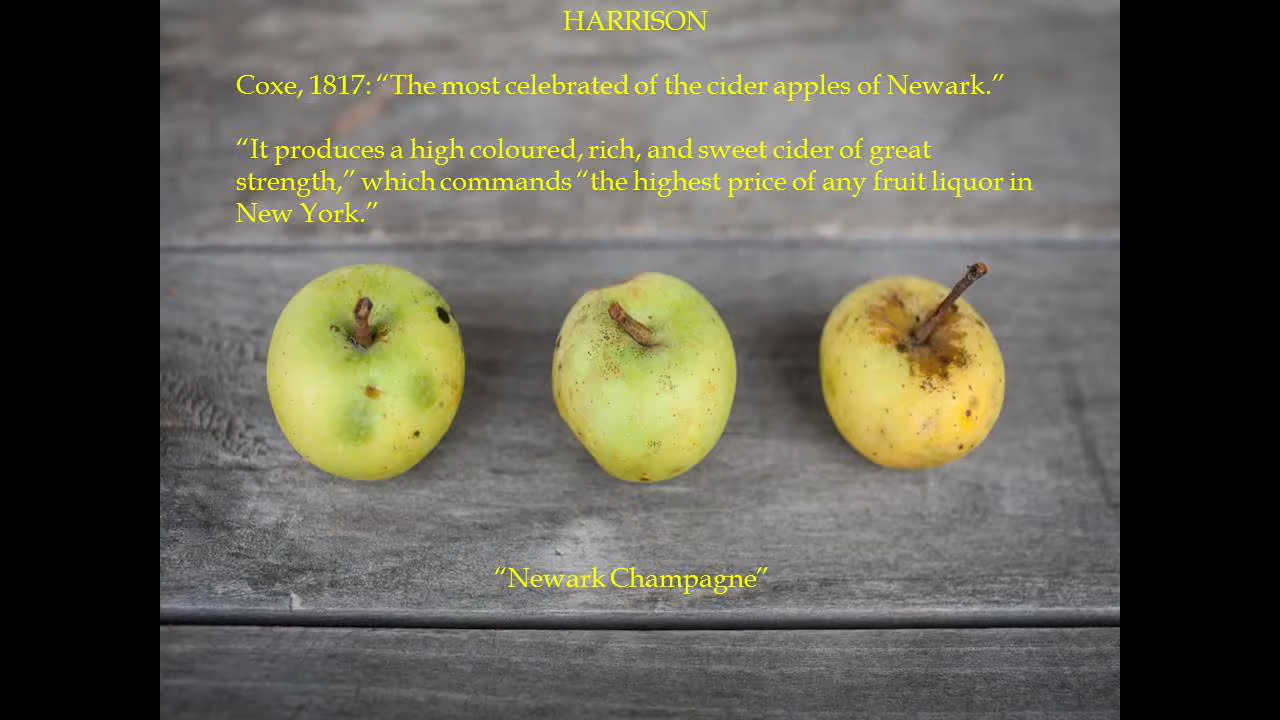 HARRISON
Coxe, 1817: “The most celebrated of the cider apples of Newark.”
“It produces a high coloured, rich, and sweet cider of great
strength,” which commands “the highest price of any fruit liquor in
New York.”
“Newark Champagne”